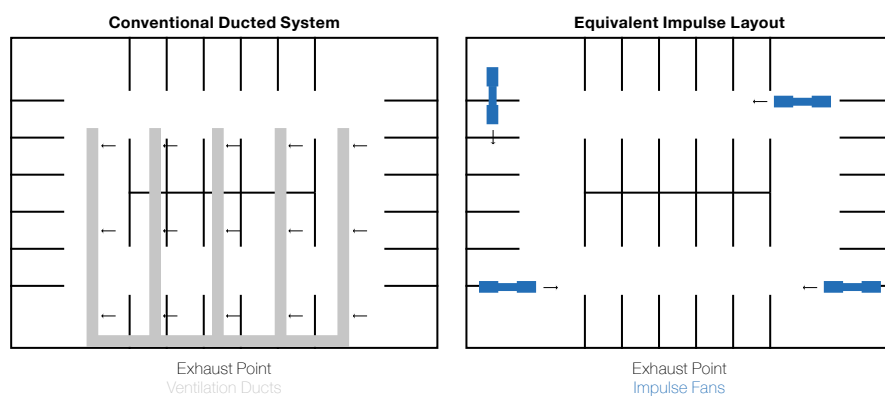 Conventional Ducted System
Equivalent Impulse Layout
Exhaust Point
Ventilation Ducts
Exhaust Point
Impulse Fans